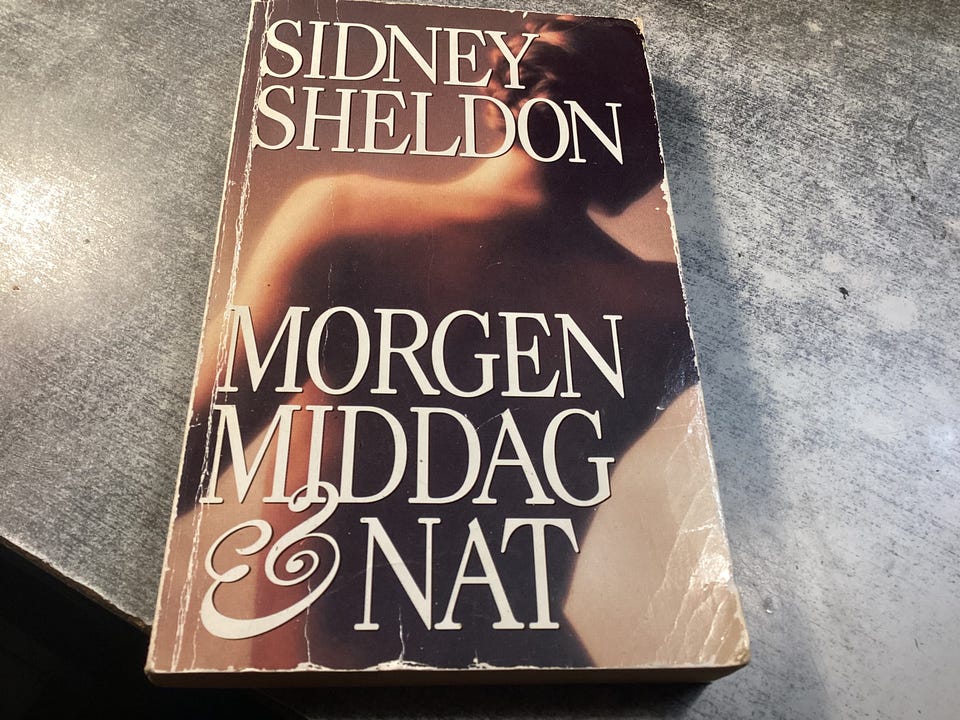 SIDNEY
SHELDON
MORGEN
MIDDAG
& NAT